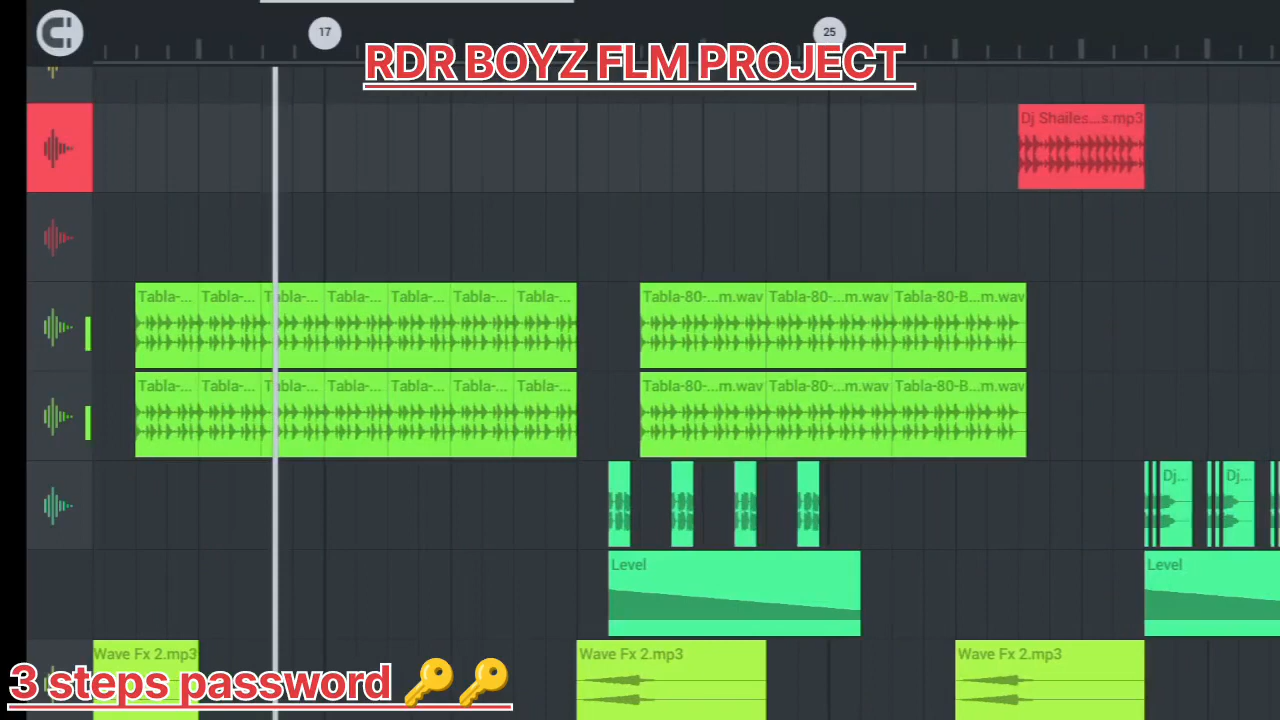 17
25
RDR BOYZ FLM PROJECT
Dj Shailes...s.mp3
Tabla-... Tabla-... Tabla-... Tabla-... Tabla-... Tabla-... Tabla-... Tabla-80-...m.wav Tabla-80-...m.wav Tabla-80-B...m.wav
Tabla-... Tabla-... Tabla-... Tabla-... Tabla-... Tabla-... Tabla-... Tabla-80-...m.wav Tabla-80-...m.wav Tabla-80-B...m.wav
Dj... Dj...
Level Level
Wave Fx 2.mp3 Wave Fx 2.mp3 Wave Fx 2.mp3
3 steps password 🔑🔑